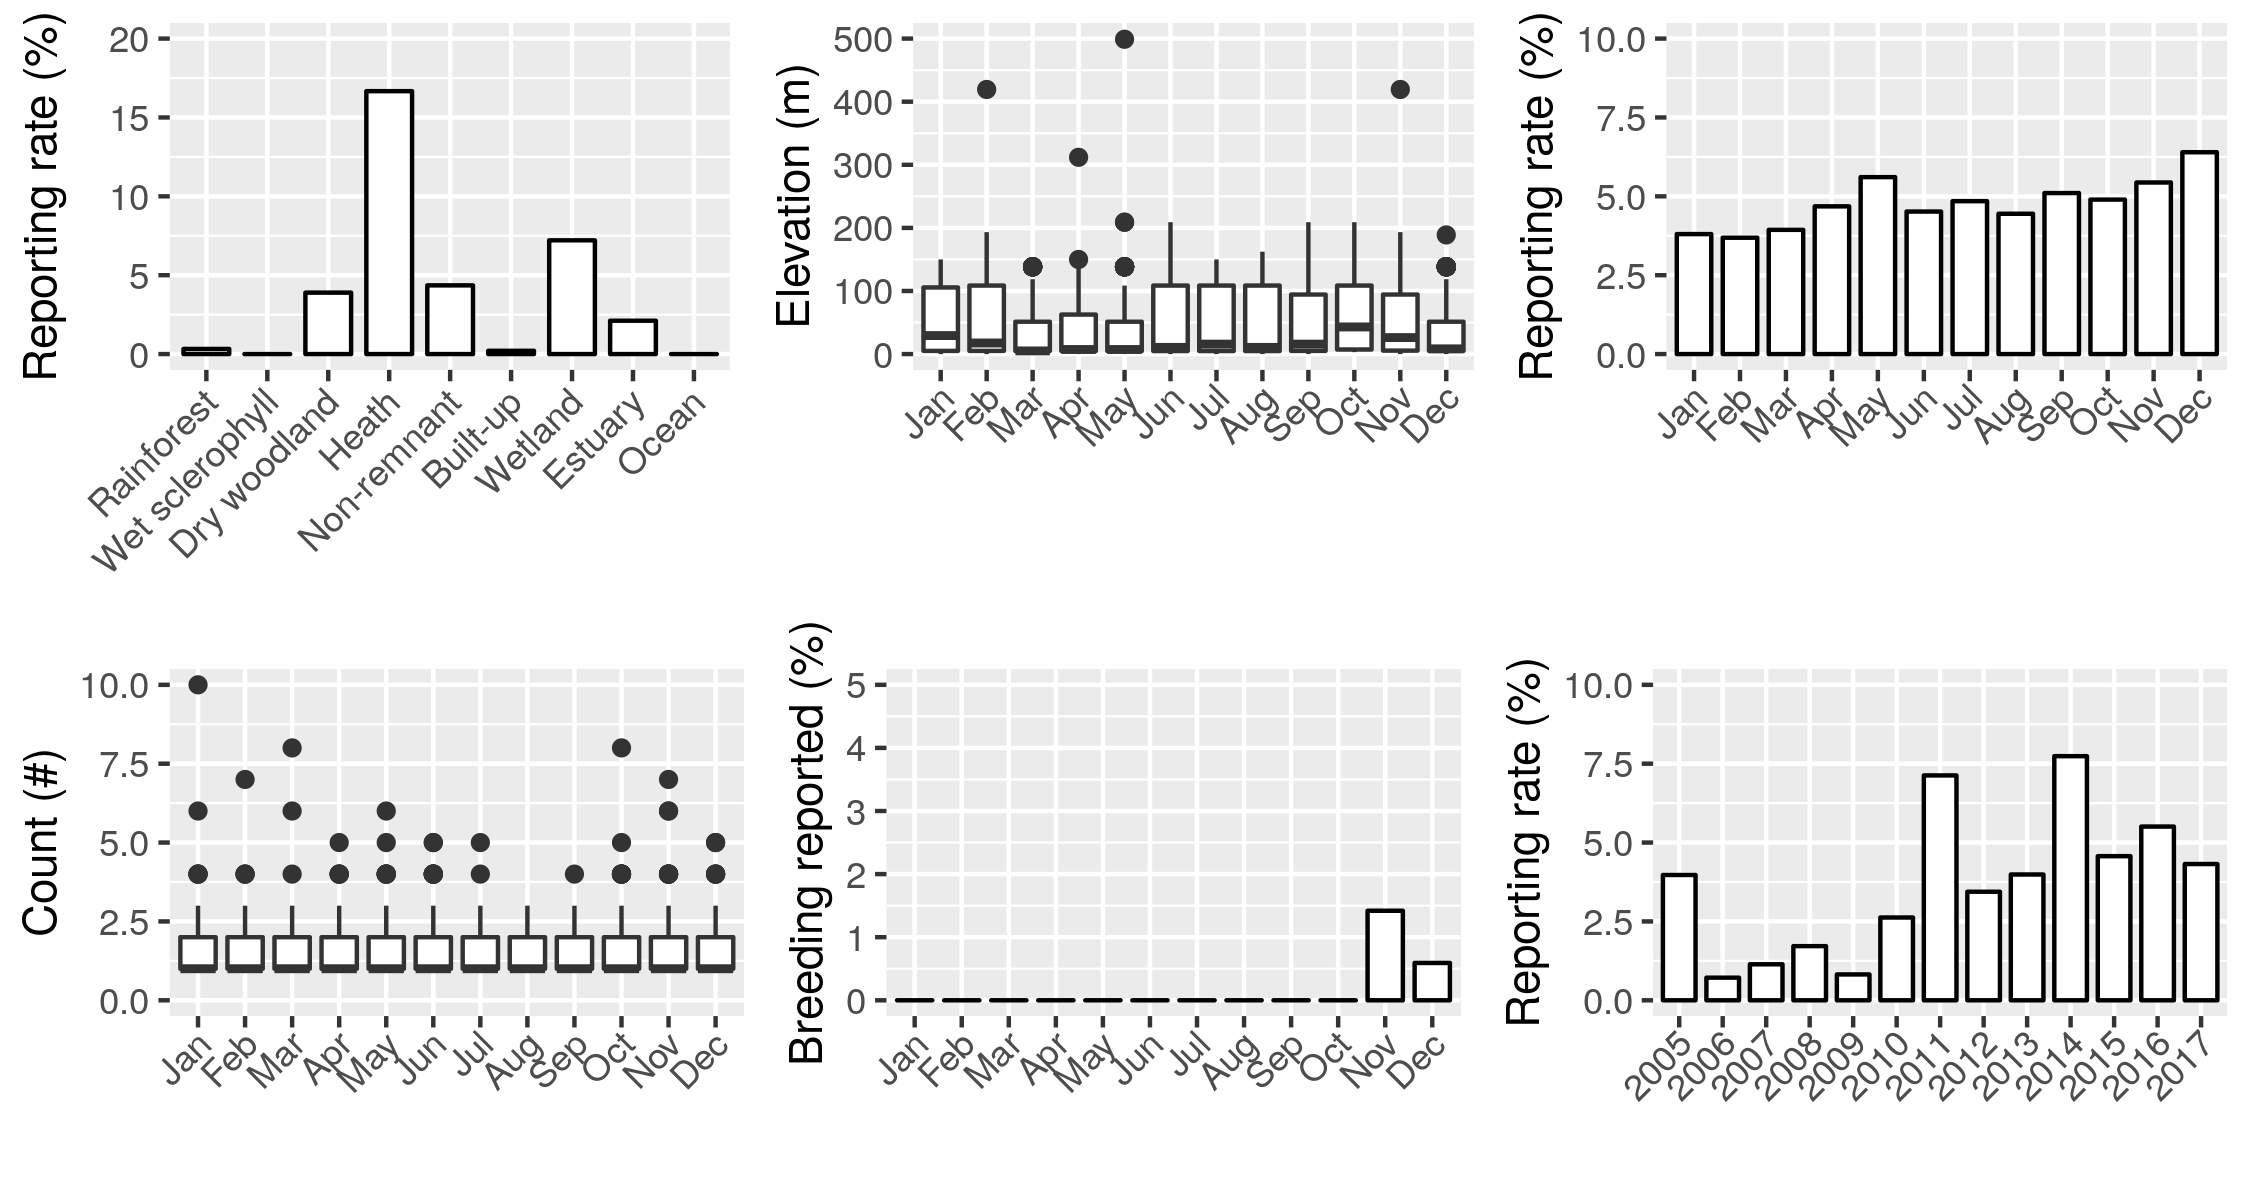 Reporting rate (%)
20
15
10
5
0
Rainforest
Wet sclerophyll
Dry woodland
Heath
Non-remnant
Built-up
Wetland
Estuary
Ocean
Elevation (m)
500
400
300
200
100
0
Jan
Feb
Mar
Apr
May
Jun
Jul
Aug
Sep
Oct
Nov
Dec
Reporting rate (%)
10.0
7.5
5.0
2.5
0.0
Jan
Feb
Mar
Apr
May
Jun
Jul
Aug
Sep
Oct
Nov
Dec
Count (#)
10.0
7.5
5.0
2.5
0.0
Jan
Feb
Mar
Apr
May
Jun
Jul
Aug
Sep
Oct
Nov
Dec
Breeding reported (%)
5
4
3
2
1
0
Jan
Feb
Mar
Apr
May
Jun
Jul
Aug
Sep
Oct
Nov
Dec
Reporting rate (%)
10.0
7.5
5.0
2.5
0.0
2005
2006
2007
2008
2009
2010
2011
2012
2013
2014
2015
2016
2017